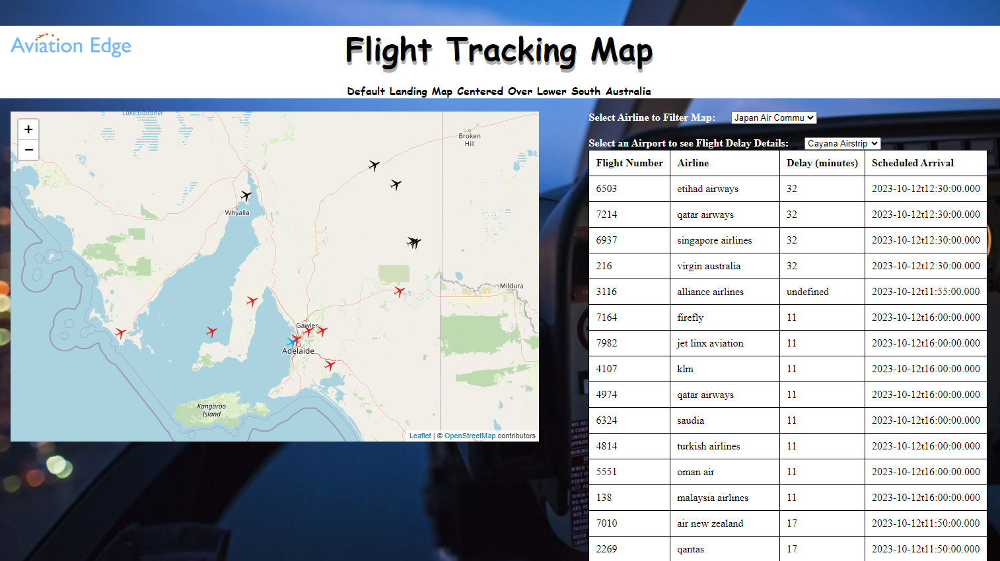 Aviation Edge
Flight Tracking Map
Default Landing Map Centered Over Lower South Australia
+
−
Broken
Hill
Whyalla
Mildura
Gawler
Adelaide
Kangaroo
Island
Leaflet | © OpenStreetMap contributors
Select Airline to Filter Map: Japan Air Commu
Select an Airport to see Flight Delay Details: Cayana Airstrip
Flight Number Airline Delay (minutes) Scheduled Arrival
6503 etihad airways 32 2023-10-12t12:30:00.000
7214 qatar airways 32 2023-10-12t12:30:00.000
6937 singapore airlines 32 2023-10-12t12:30:00.000
216 virgin australia 32 2023-10-12t12:30:00.000
3116 alliance airlines undefined 2023-10-12t11:55:00.000
7164 firefly 11 2023-10-12t16:00:00.000
7982 jet linx aviation 11 2023-10-12t16:00:00.000
4107 klm 11 2023-10-12t16:00:00.000
4974 qatar airways 11 2023-10-12t16:00:00.000
6324 saudia 11 2023-10-12t16:00:00.000
4814 turkish airlines 11 2023-10-12t16:00:00.000
5551 oman air 11 2023-10-12t16:00:00.000
138 malaysia airlines 11 2023-10-12t16:00:00.000
7010 air new zealand 17 2023-10-12t11:50:00.000
2269 qantas 17 2023-10-12t11:50:00.000